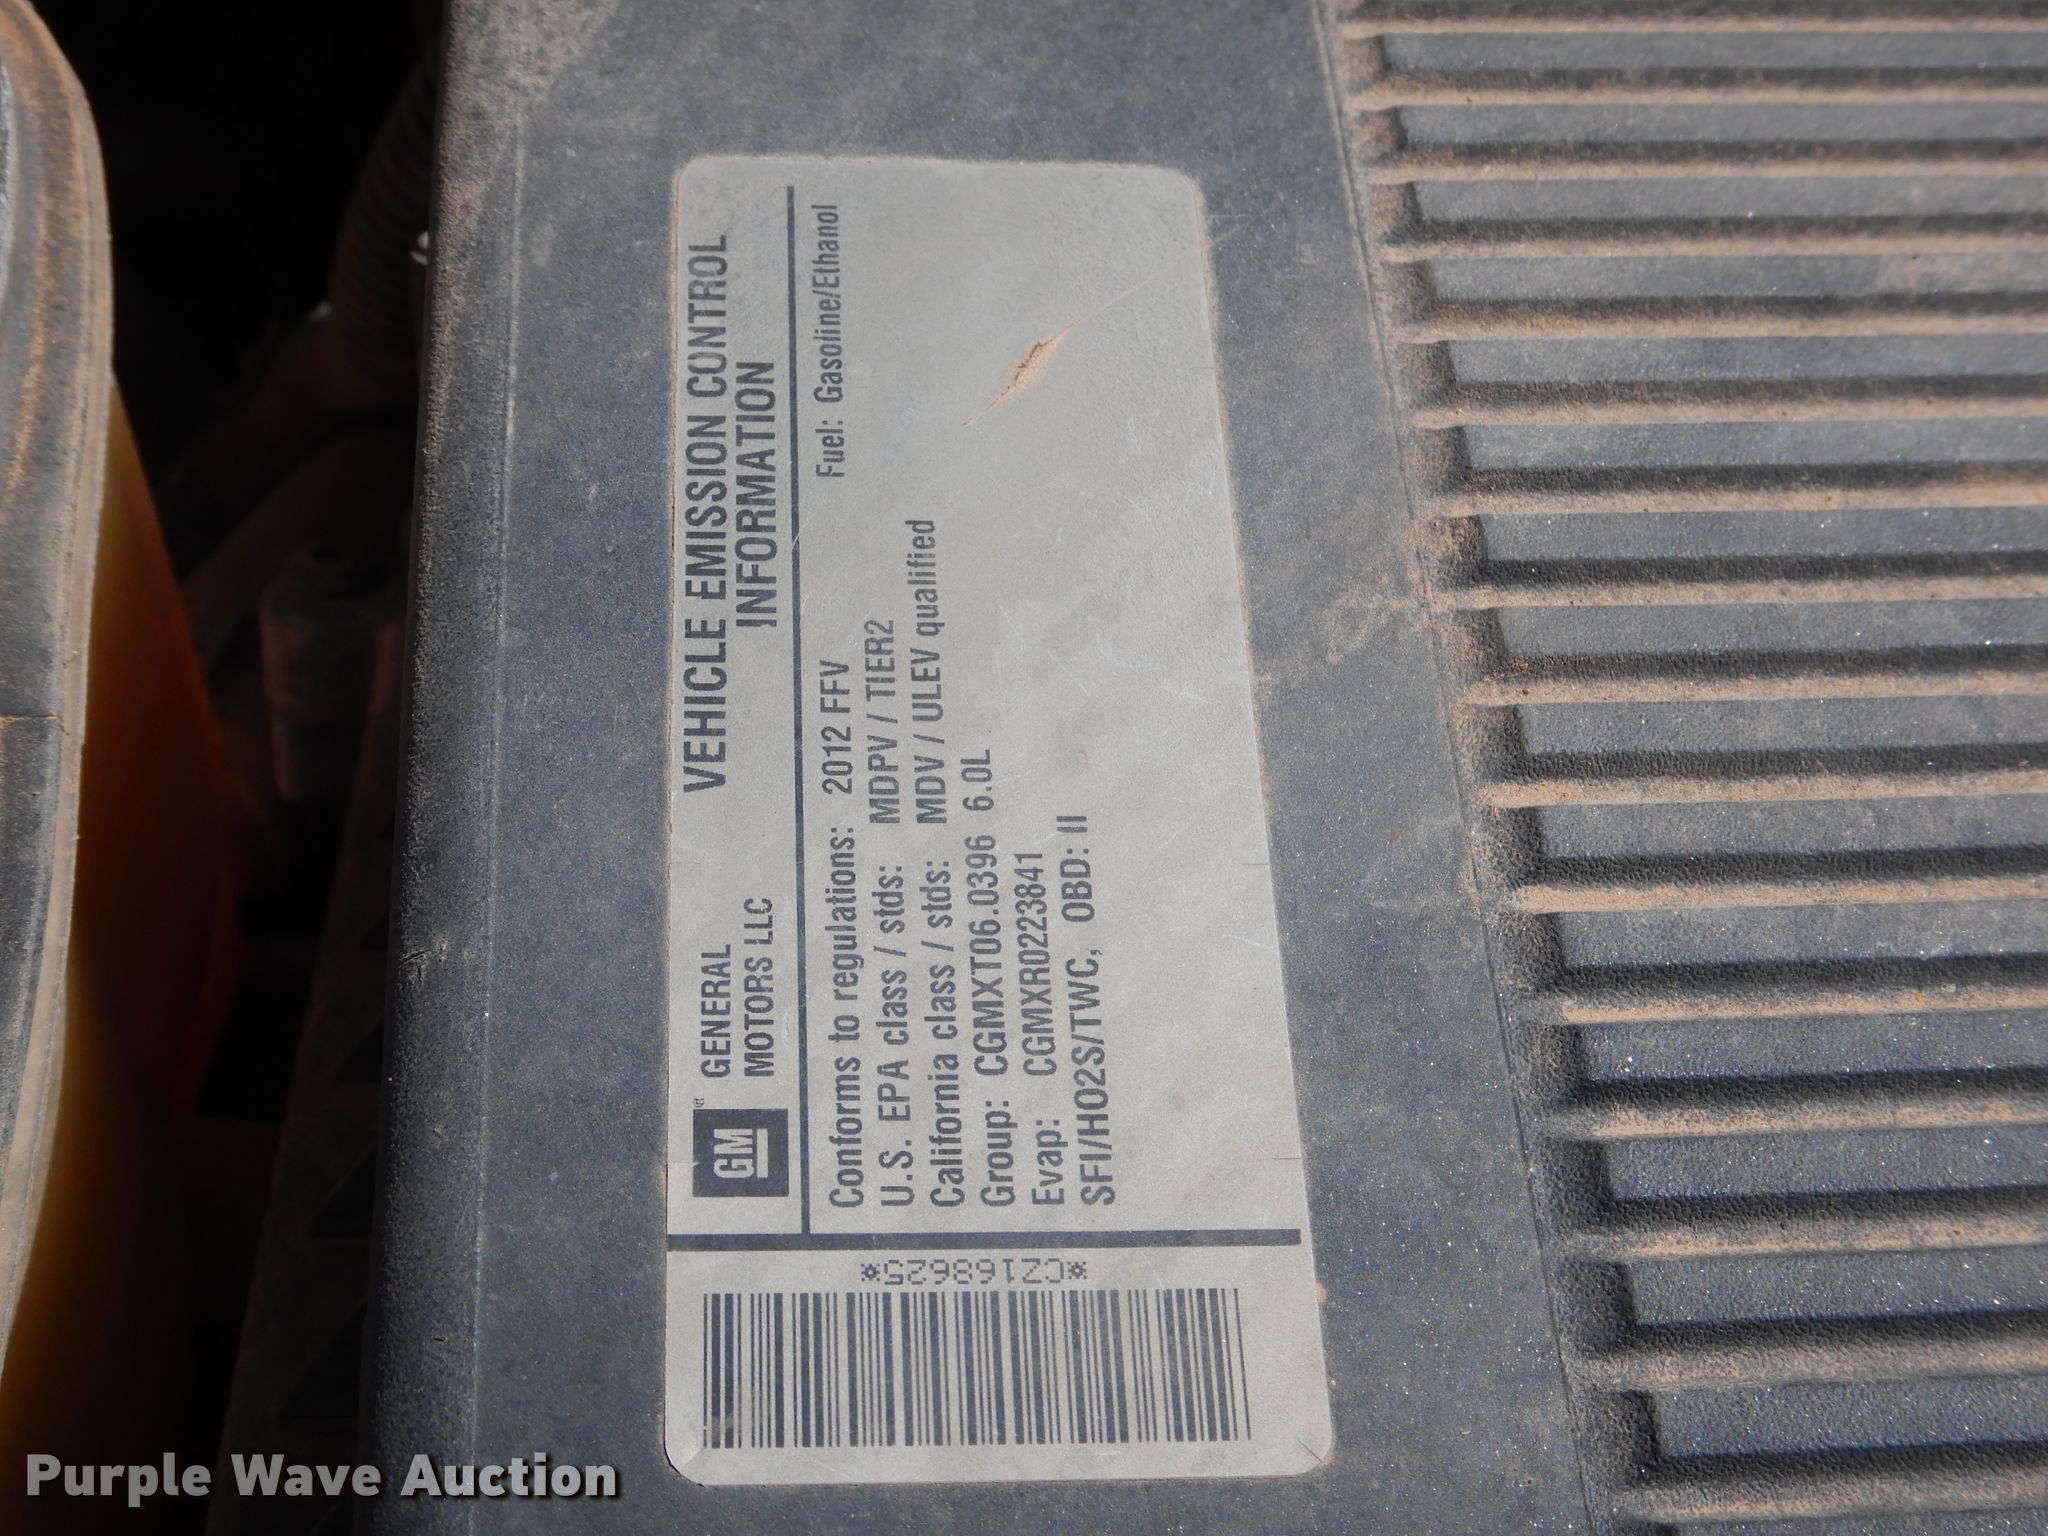 GM®
GENERAL
MOTORS LLC
VEHICLE EMISSION CONTROL
INFORMATION
Conforms to regulations: 2012 FFV
Fuel: Gasoline/Ethanol
U.S. EPA class / stds: MDPV / TIER2
California class / stds: MDV / ULEV qualified
Group: CGMXT06.0396 6.0L
Evap: CGMXR0223841
SFI/HO2S/TWC, OBD: II
*CZ168625*
Purple Wave Auction